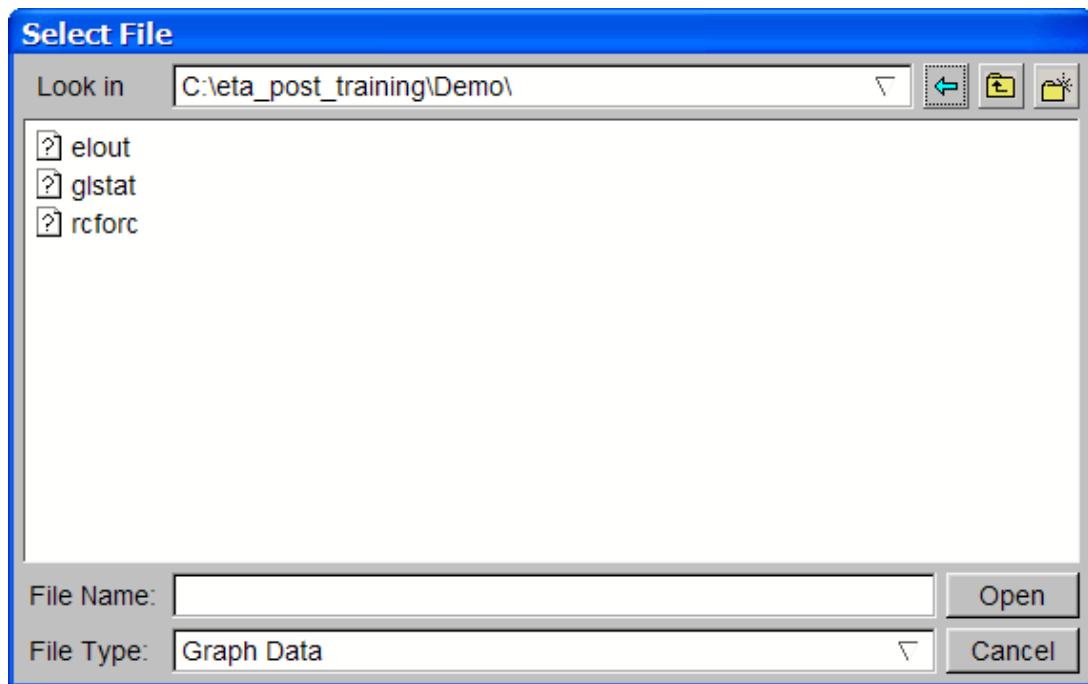 Select File
Look in C:\eta_post_training\Demo\
elout
glstat
rcforc
File Name: Open
File Type: Graph Data Cancel